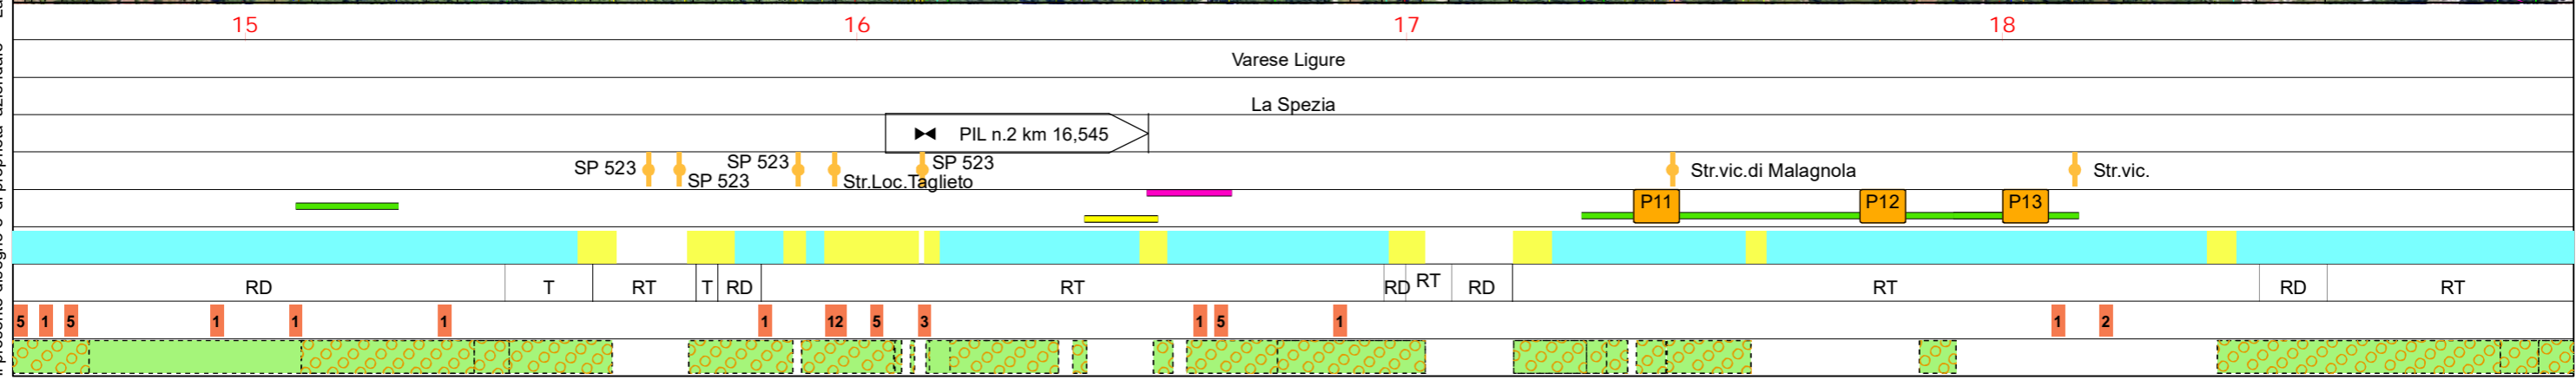 15 16 17 18
Varese Ligure
La Spezia
PIL n.2 km 16,545
SP 523 SP 523 SP 523 Str.Loc.Taglieto SP 523 Str.vic.di Malagnola Str.vic.
P11 P12 P13
RD T RT T RD RT RD RT RD RT RD RT
5 1 5 1 1 1 1 12 5 3 1 5 1 1 2